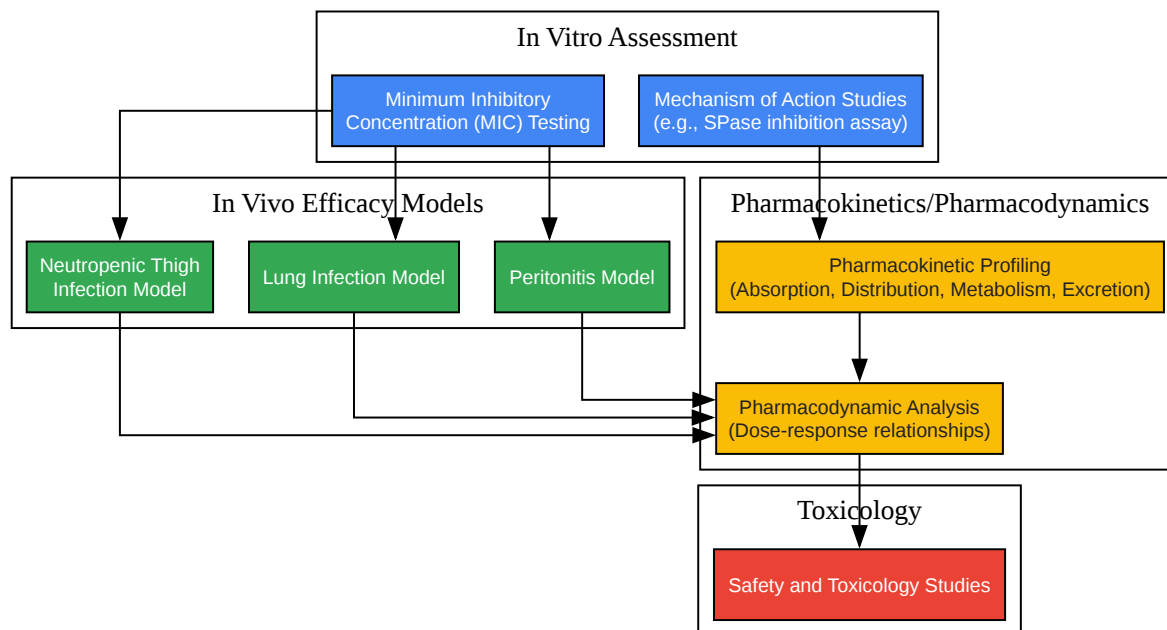 In Vitro Assessment
Minimum Inhibitory
Concentration (MIC) Testing
Mechanism of Action Studies
(e.g., SPase inhibition assay)
In Vivo Efficacy Models
Neutropenic Thigh
Infection Model
Lung Infection Model
Peritonitis Model
Pharmacokinetics/Pharmacodynamics
Pharmacokinetic Profiling
(Absorption, Distribution, Metabolism, Excretion)
Pharmacodynamic Analysis
(Dose-response relationships)
Toxicology
Safety and Toxicology Studies